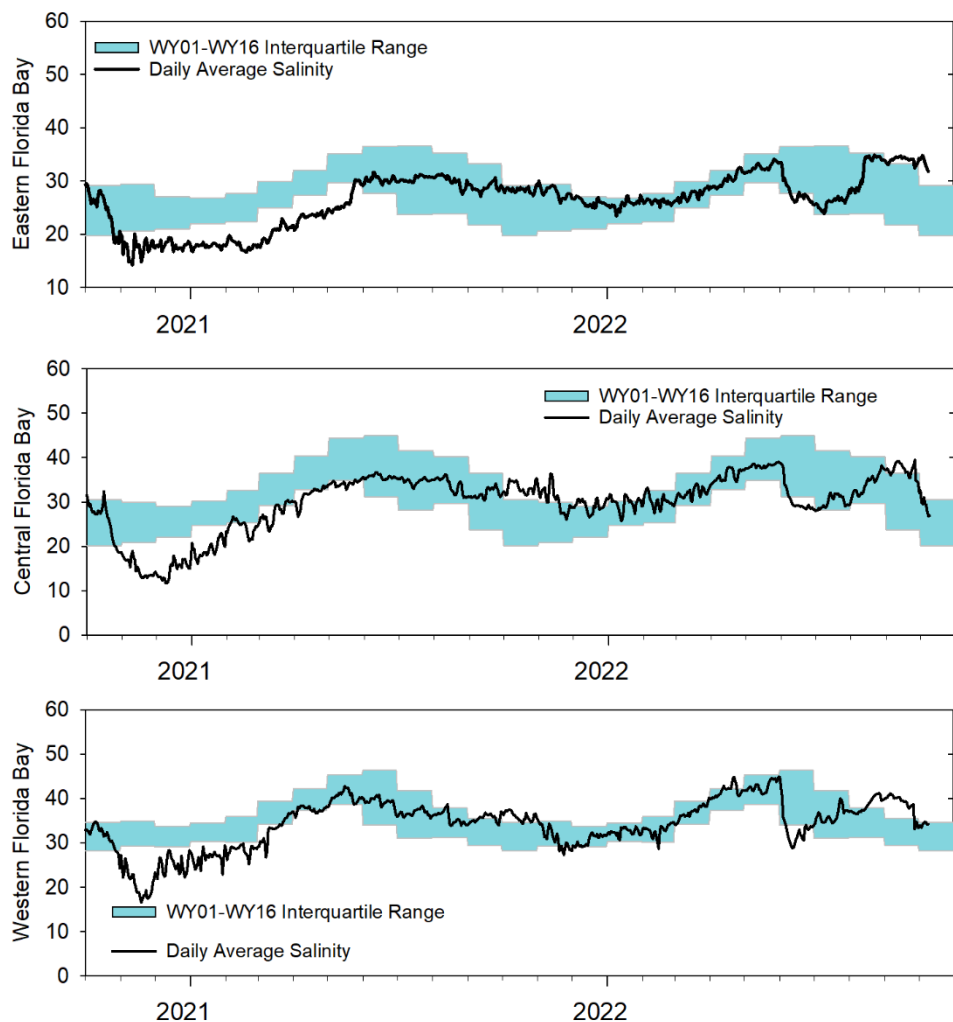 60
WY01-WY16 Interquartile Range
50
Daily Average Salinity
40
30
20
10
Eastern Florida Bay
2021 2022
60
50
WY01-WY16 Interquartile Range
Daily Average Salinity
40
30
20
10
0
Central Florida Bay
2021 2022
60
50
40
30
20
WY01-WY16 Interquartile Range
10
Daily Average Salinity
0
Western Florida Bay
2021 2022